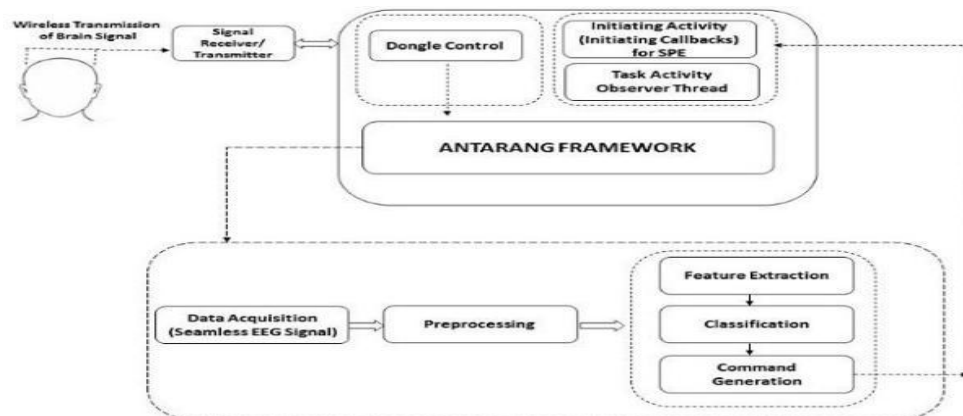 Wireless Transmission
of Brain Signal
Signal
Receiver/
Transmitter
Dongle Control
Initiating Activity
(Initiating Callbacks)
for SPE
Task Activity
Observer Thread
ANTARANG FRAMEWORK
Data Acquisition
(Seamless EEG Signal)
Preprocessing
Feature Extraction
Classification
Command
Generation